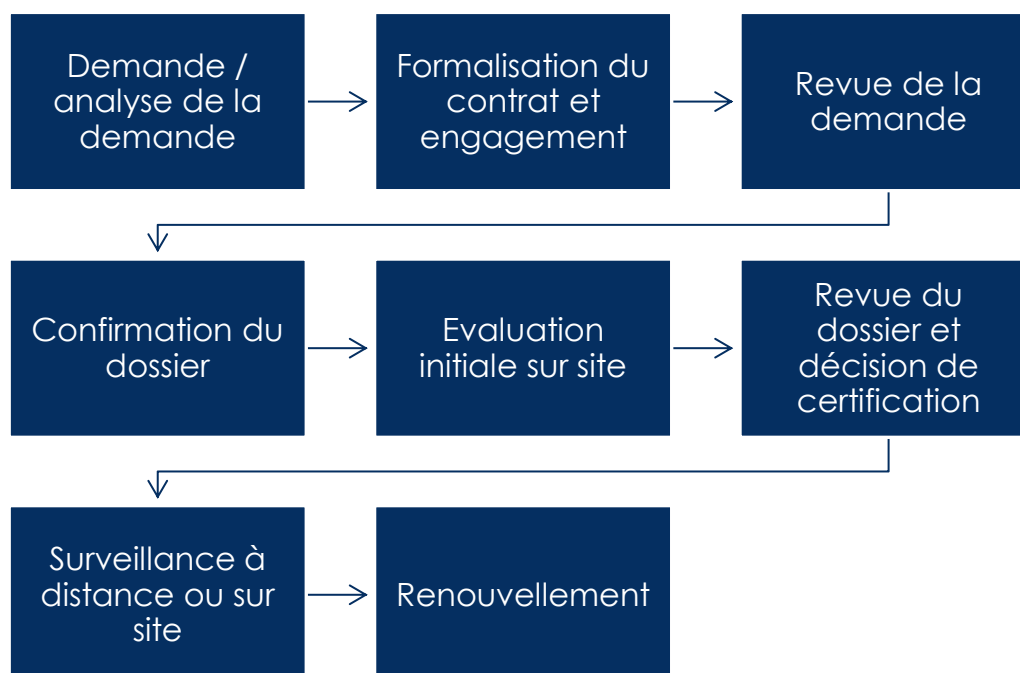 Demande /
analyse de la
demande
Formalisation du
contrat et
engagement
Revue de la
demande
Confirmation du
dossier
Evaluation
initiale sur site
Revue du
dossier et
décision de
certification
Surveillance à
distance ou sur
site
Renouvellement